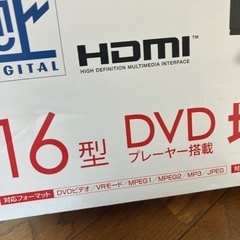 DIGITAL
HDMI
HIGH DEFINITION MULTIMEDIA INTERFACE
16型 DVD
プレーヤー搭載
対応フォーマット DVDビデオ/VRモード/MPEG1/MPEG2/MP3/JPEG